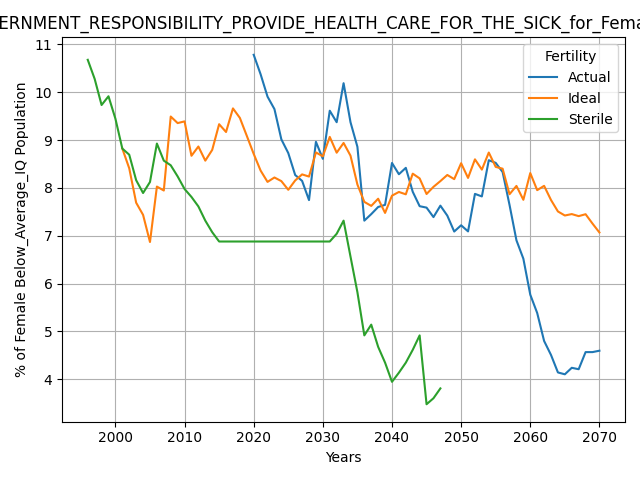 ERNMENT_RESPONSIBILITY_PROVIDE_HEALTH_CARE_FOR_THE_SICK_for_Fema
11
10
9
8
7
6
5
4
% of Female Below_Average_IQ Population
Fertility
Actual
Ideal
Sterile
2000 2010 2020 2030 2040 2050 2060 2070
Years